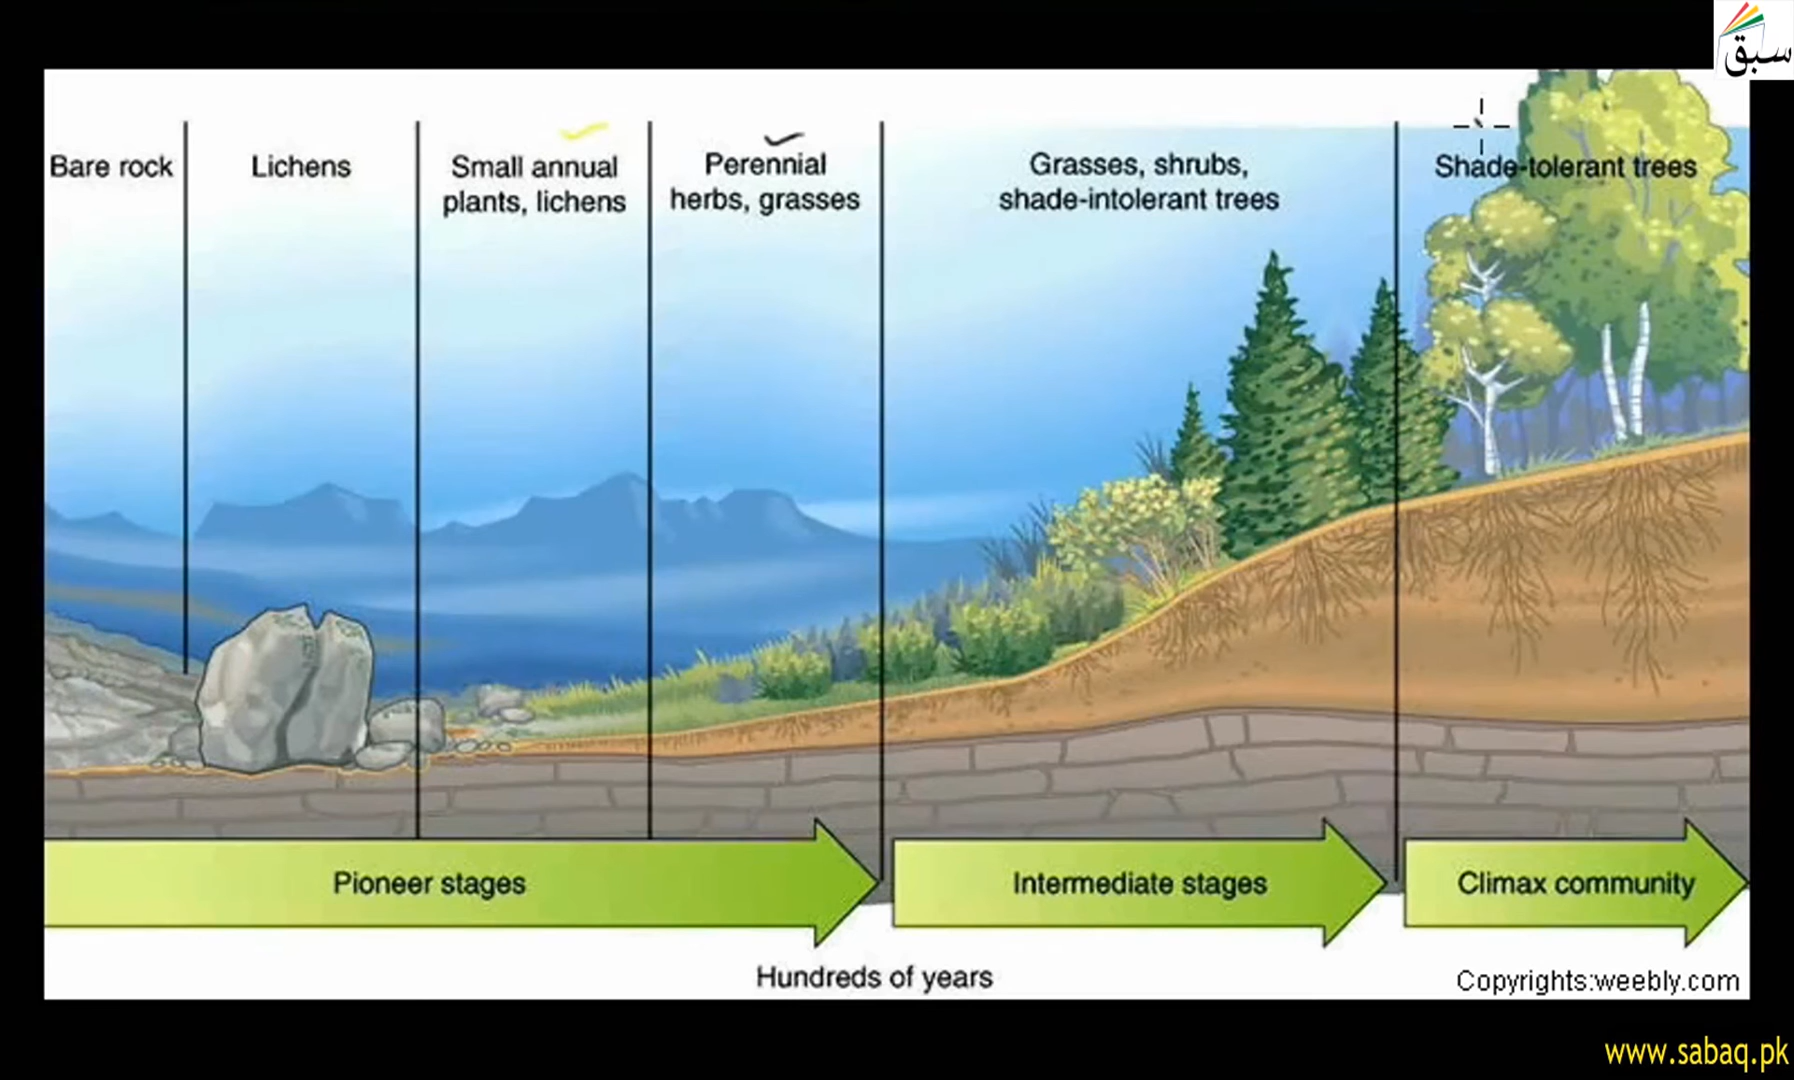 سبق
Bare rock
Lichens
Small annual
plants, lichens
Perennial
herbs, grasses
Grasses, shrubs,
shade-intolerant trees
Shade-tolerant trees
Pioneer stages
Intermediate stages
Climax community
Hundreds of years
Copyrights:weebly.com
www.sabaq.pk